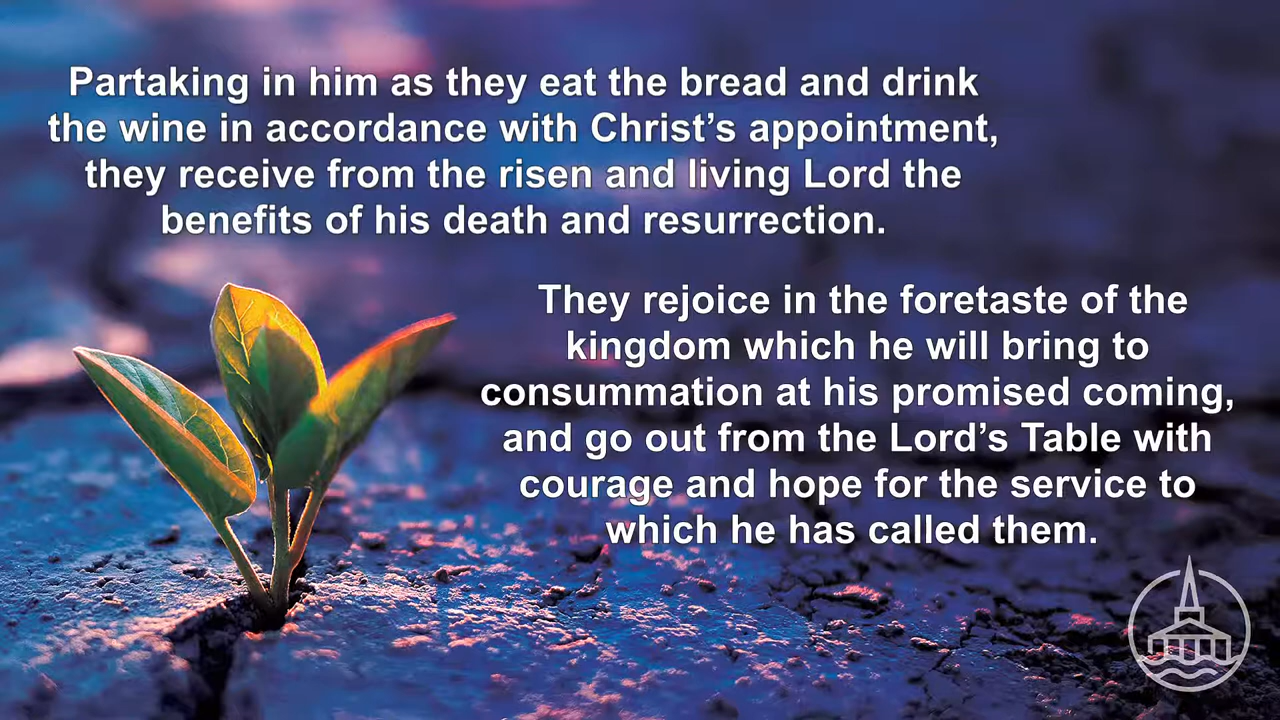 Partaking in him as they eat the bread and drink
the wine in accordance with Christ’s appointment,
they receive from the risen and living Lord the
benefits of his death and resurrection.
They rejoice in the foretaste of the
kingdom which he will bring to
consummation at his promised coming,
and go out from the Lord’s Table with
courage and hope for the service to
which he has called them.